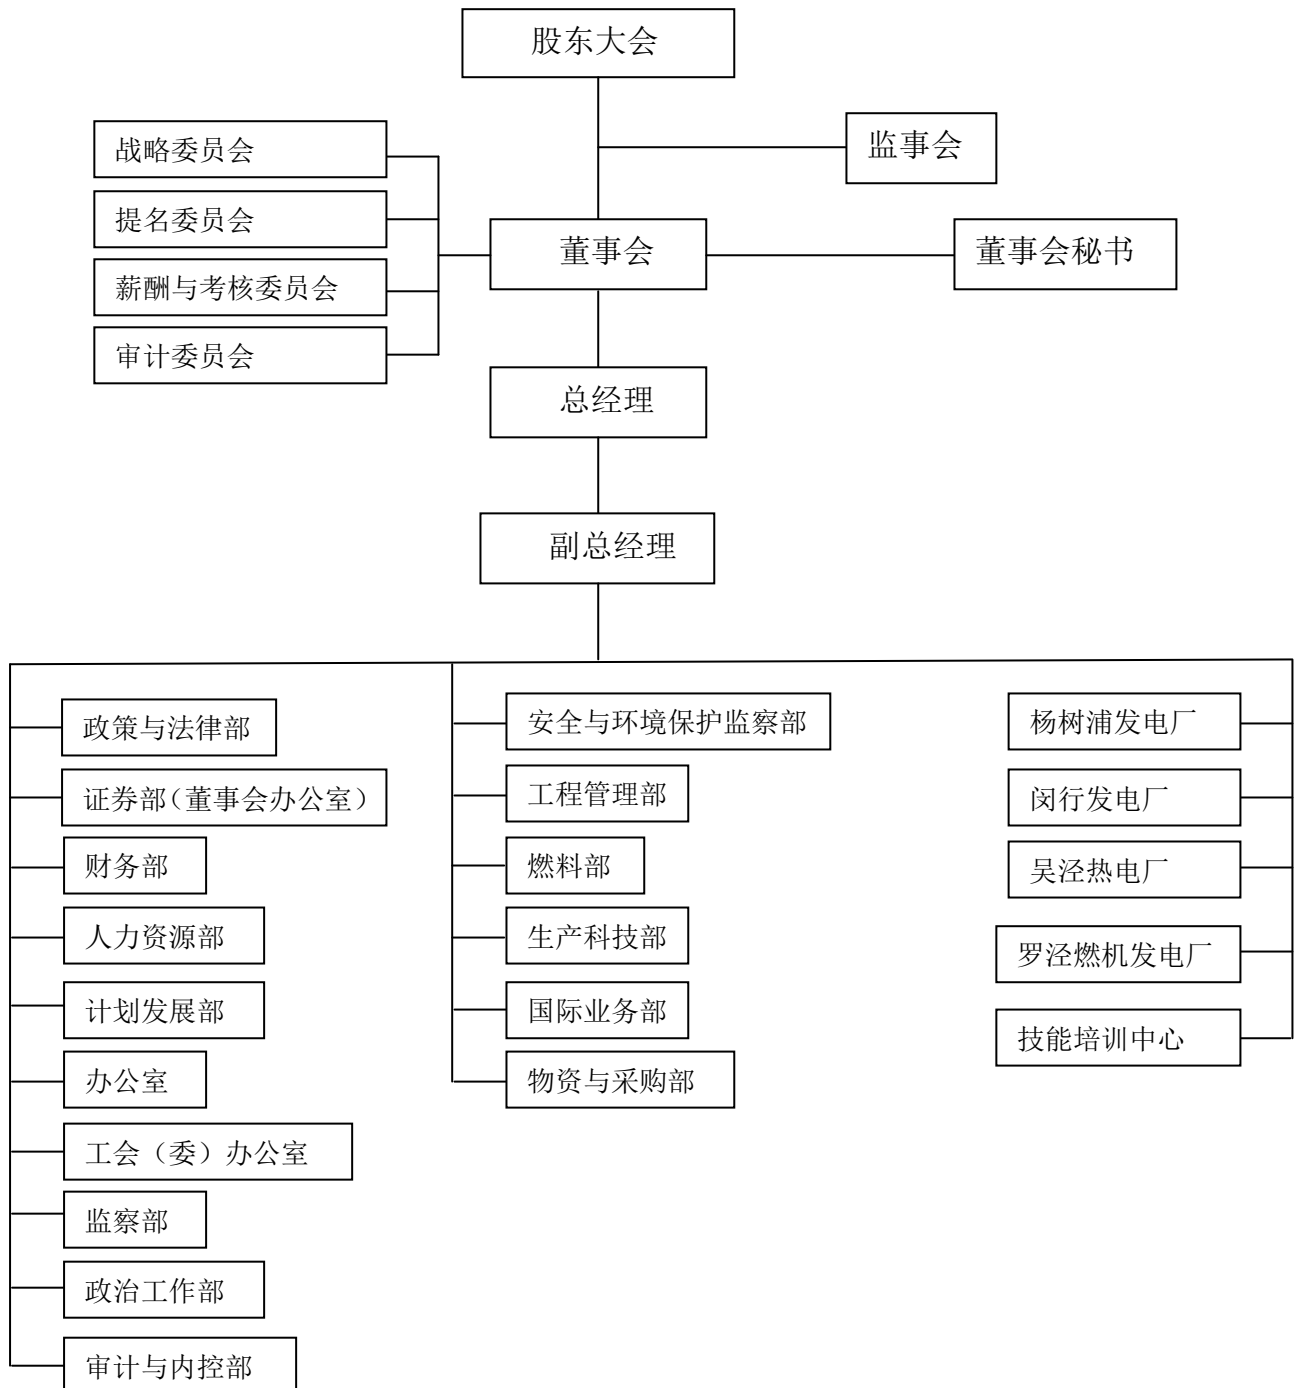 股东大会
监事会
战略委员会
提名委员会
薪酬与考核委员会
审计委员会
董事会
董事会秘书
总经理
副总经理
政策与法律部
证券部（董事会办公室）
财务部
人力资源部
计划发展部
办公室
工会（委）办公室
监察部
政治工作部
审计与内控部
安全与环境保护监察部
工程管理部
燃料部
生产科技部
国际业务部
物资与采购部
杨树浦发电厂
闵行发电厂
吴泾热电厂
罗泾燃机发电厂
技能培训中心